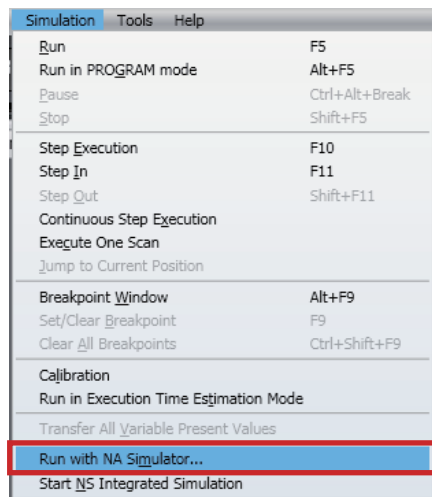 Simulation Tools Help
Run F5
Run in PROGRAM mode Alt+F5
Pause Ctrl+Alt+Break
Stop Shift+F5
Step Execution F10
Step In F11
Step Out Shift+F11
Continuous Step Execution
Execute One Scan
Jump to Current Position
Breakpoint Window Alt+F9
Set/Clear Breakpoint F9
Clear All Breakpoints Ctrl+Shift+F9
Calibration
Run in Execution Time Estimation Mode
Transfer All Variable Present Values
Run with NA Simulator...
Start NS Integrated Simulation